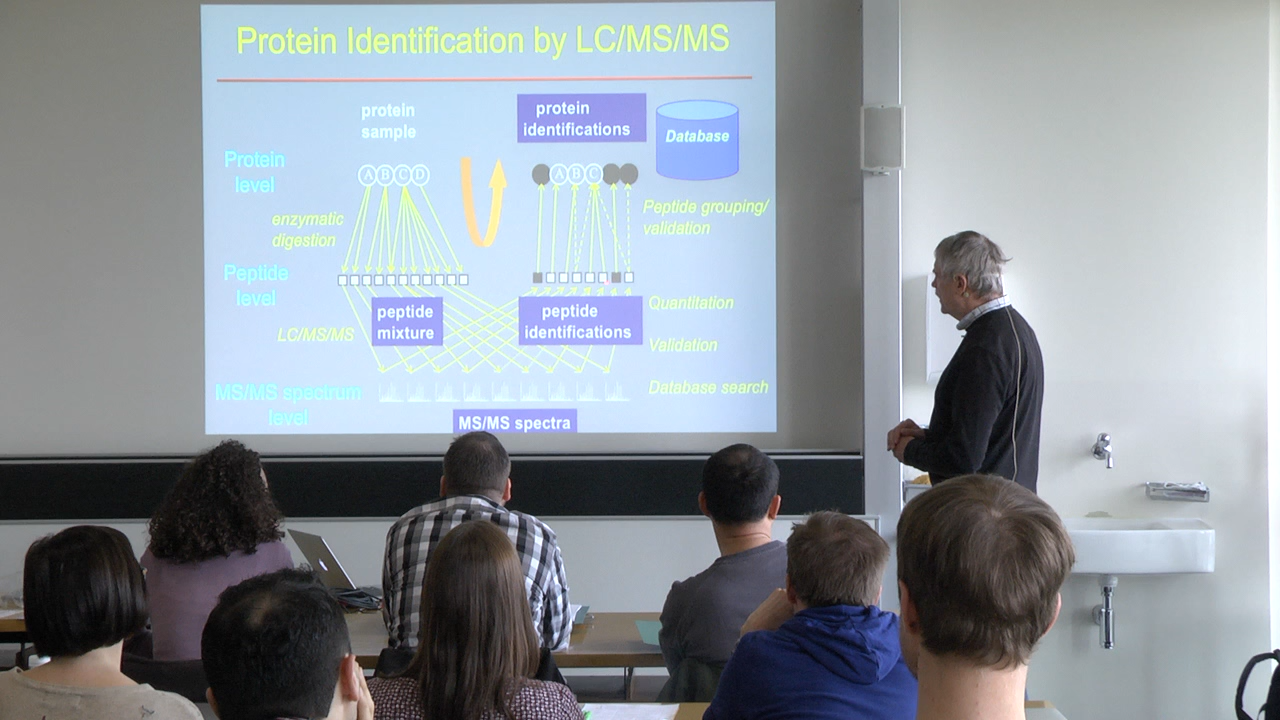 Protein Identification by LC/MS/MS
protein
sample
protein
identifications
Database
Protein
level
A B C D
A B C
enzymatic
digestion
Peptide grouping/
validation
Peptide
level
peptide
mixture
peptide
identifications
Quantitation
LC/MS/MS
Validation
MS/MS spectrum
level
Database search
MS/MS spectra